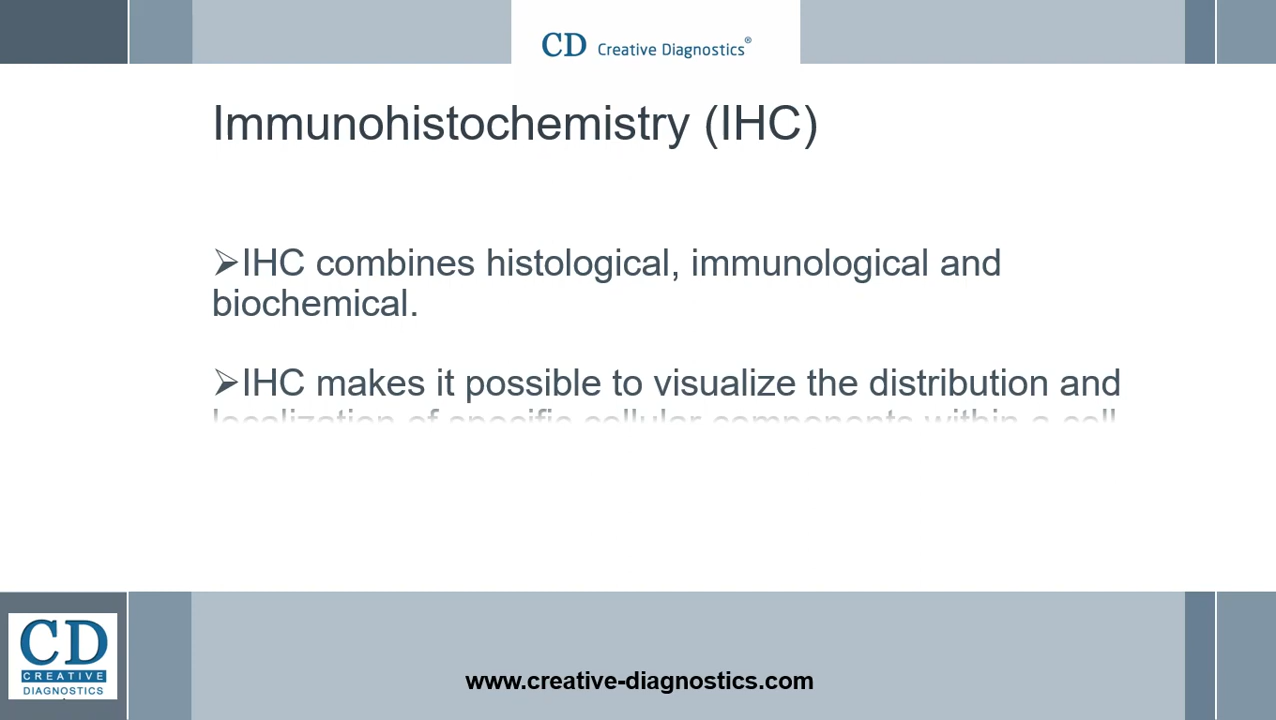 CD Creative Diagnostics®
Immunohistochemistry (IHC)
➢IHC combines histological, immunological and
biochemical.
➢IHC makes it possible to visualize the distribution and
localization of specific cellular components within a cell
CD
CREATIVE
DIAGNOSTICS
www.creative-diagnostics.com